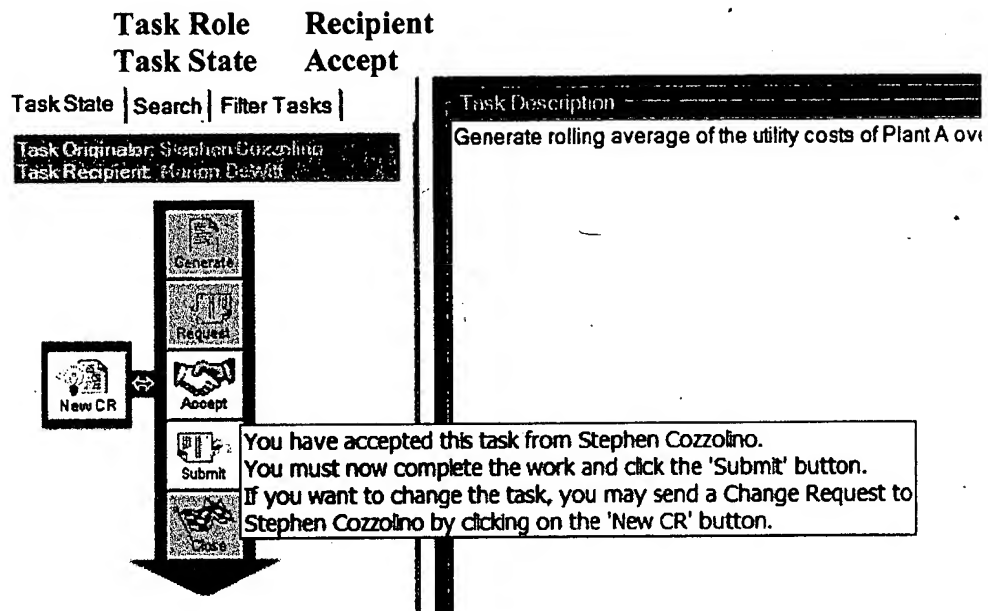 Task Role Recipient
Task State Accept
Task State Search Filter Tasks
Task Originator: Stephen Cozzolino
Task Recipient: Marion DeWitt
Generate
Request
New CR
Accept
Submit
Close
Task Description
Generate rolling average of the utility costs of Plant A ove
You have accepted this task from Stephen Cozzolino.
You must now complete the work and click the 'Submit' button.
If you want to change the task, you may send a Change Request to
Stephen Cozzolino by clicking on the 'New CR' button.